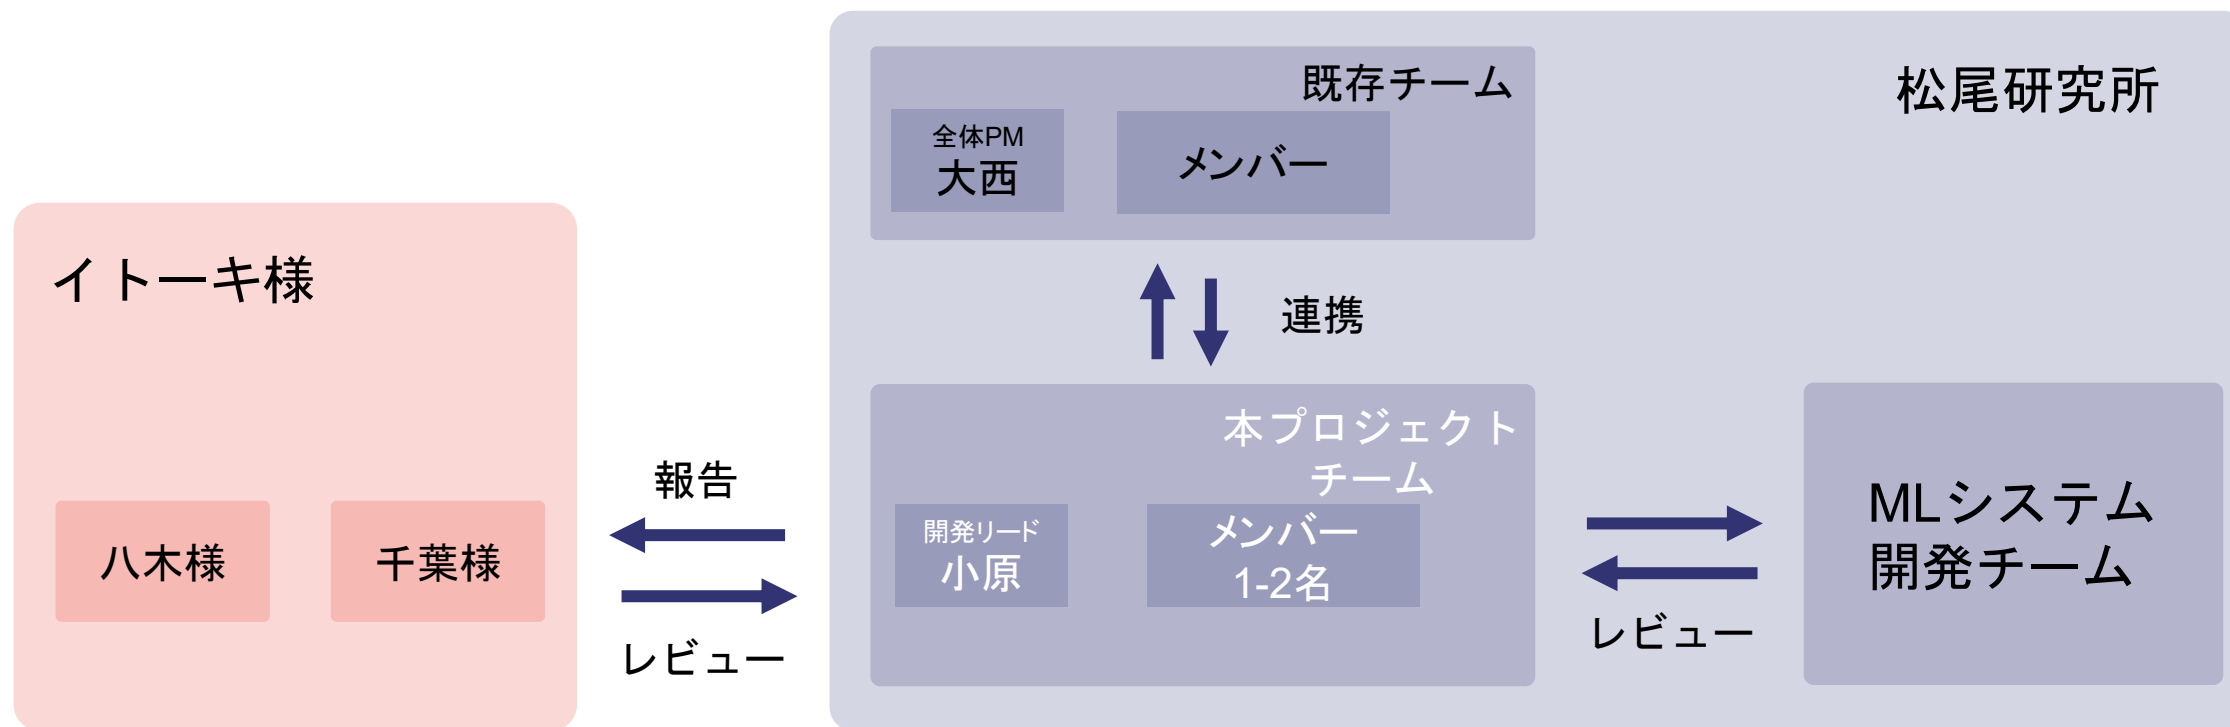 松尾研究所
既存チーム
全体PM
大西
メンバー
連携
イトーキ様
八木様
千葉様
報告
レビュー
本プロジェクト
チーム
開発リード
小原
メンバー
1-2名
レビュー
MLシステム
開発チーム